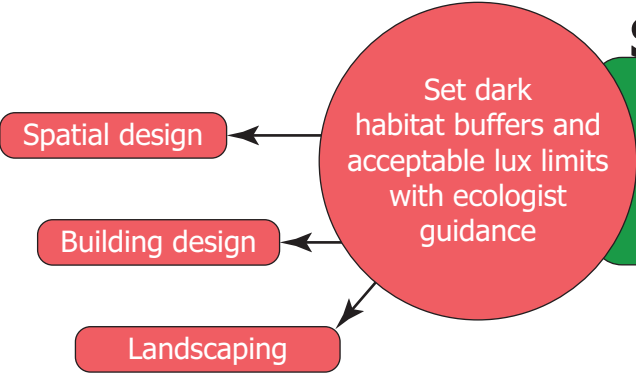 Set dark
habitat buffers and
acceptable lux limits
with ecologist
guidance
Spatial design
Building design
Landscaping